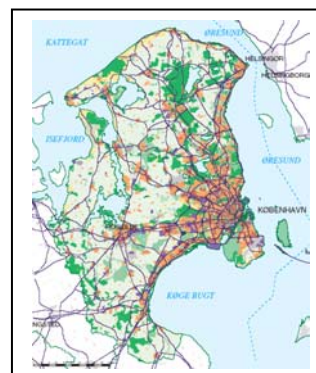 KATTEGAT
ØRESUND
HELSINGØR
HELSINGBORG
ISEFJORD
ØRESUND
KØBENHAVN
KØGE BUGT